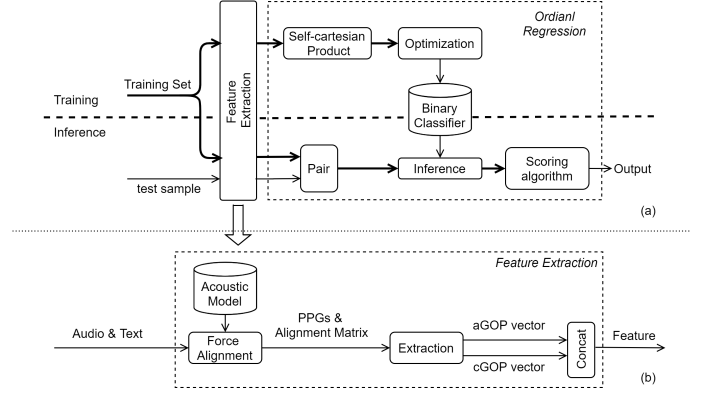 Ordianl
Regression
Self-cartesian
Product
Optimization
Training Set
Feature
Extraction
Training
Inference
Binary
Classifier
Pair
Inference
Scoring
algorithm
Output
test sample
(a)
Feature Extraction
Acoustic
Model
Audio & Text
Force
Alignment
PPGs &
Alignment Matrix
Extraction
aGOP vector
cGOP vector
Concat
Feature
(b)